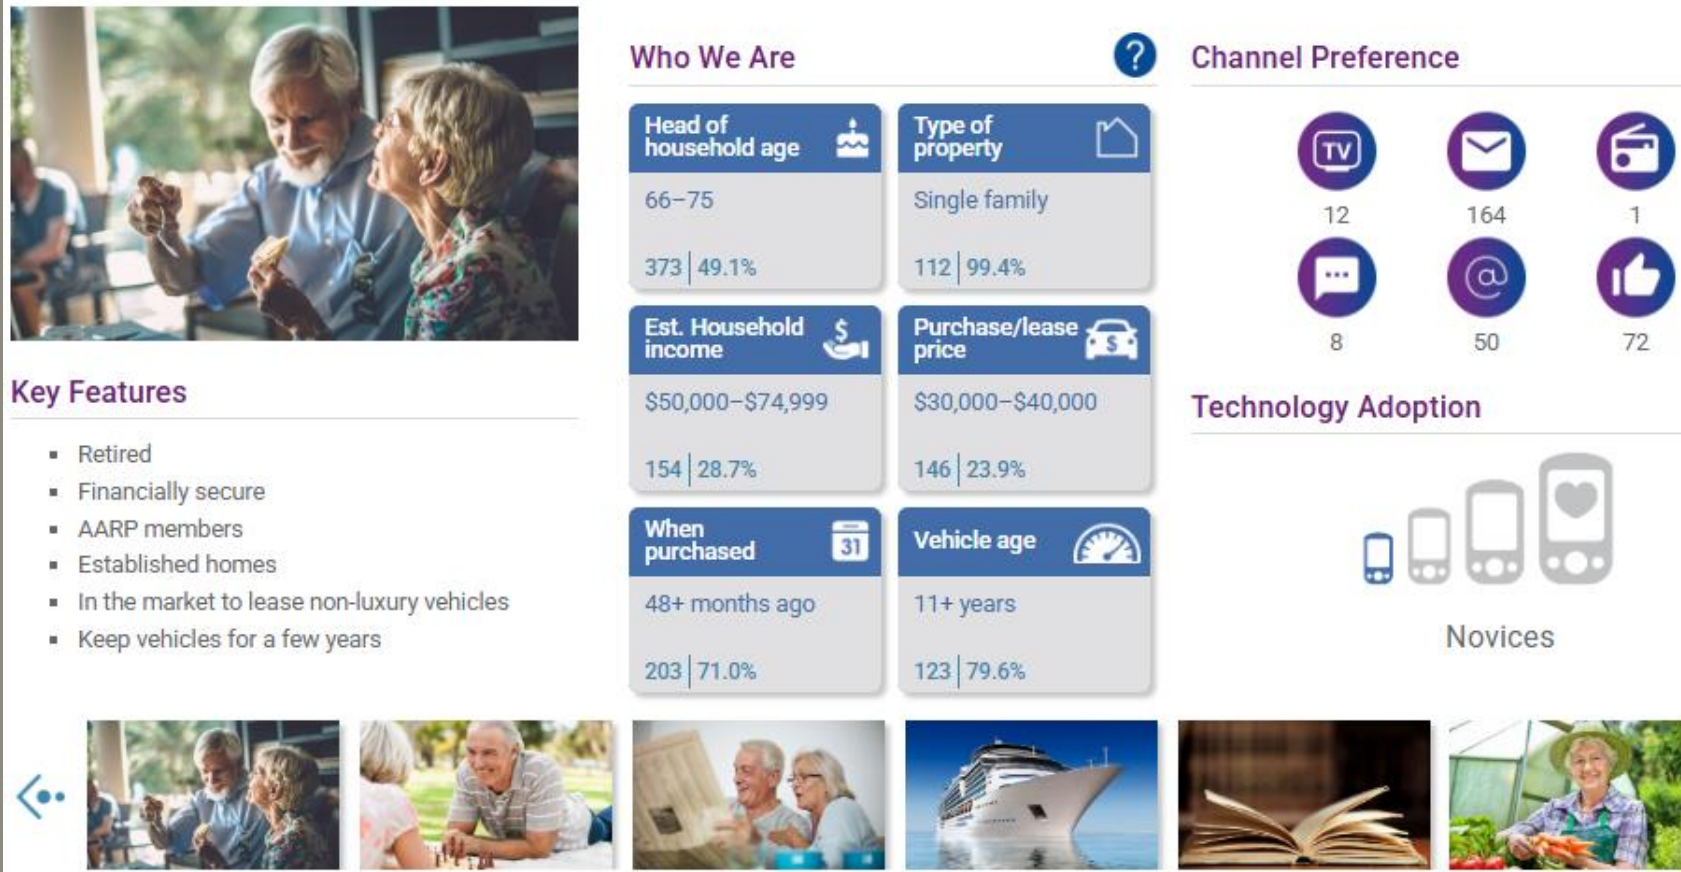 Key Features
Retired
Financially secure
AARP members
Established homes
In the market to lease non-luxury vehicles
Keep vehicles for a few years
Who We Are
?
Head of
household age
66–75
373 | 49.1%
Type of
property
Single family
112 | 99.4%
Est. Household
income
$
$50,000–$74,999
154 | 28.7%
Purchase/lease
price
$
$30,000–$40,000
146 | 23.9%
When
purchased
31
48+ months ago
203 | 71.0%
Vehicle age
11+ years
123 | 79.6%
Channel Preference
TV
12
164
1
8
@
50
72
Technology Adoption
Novices